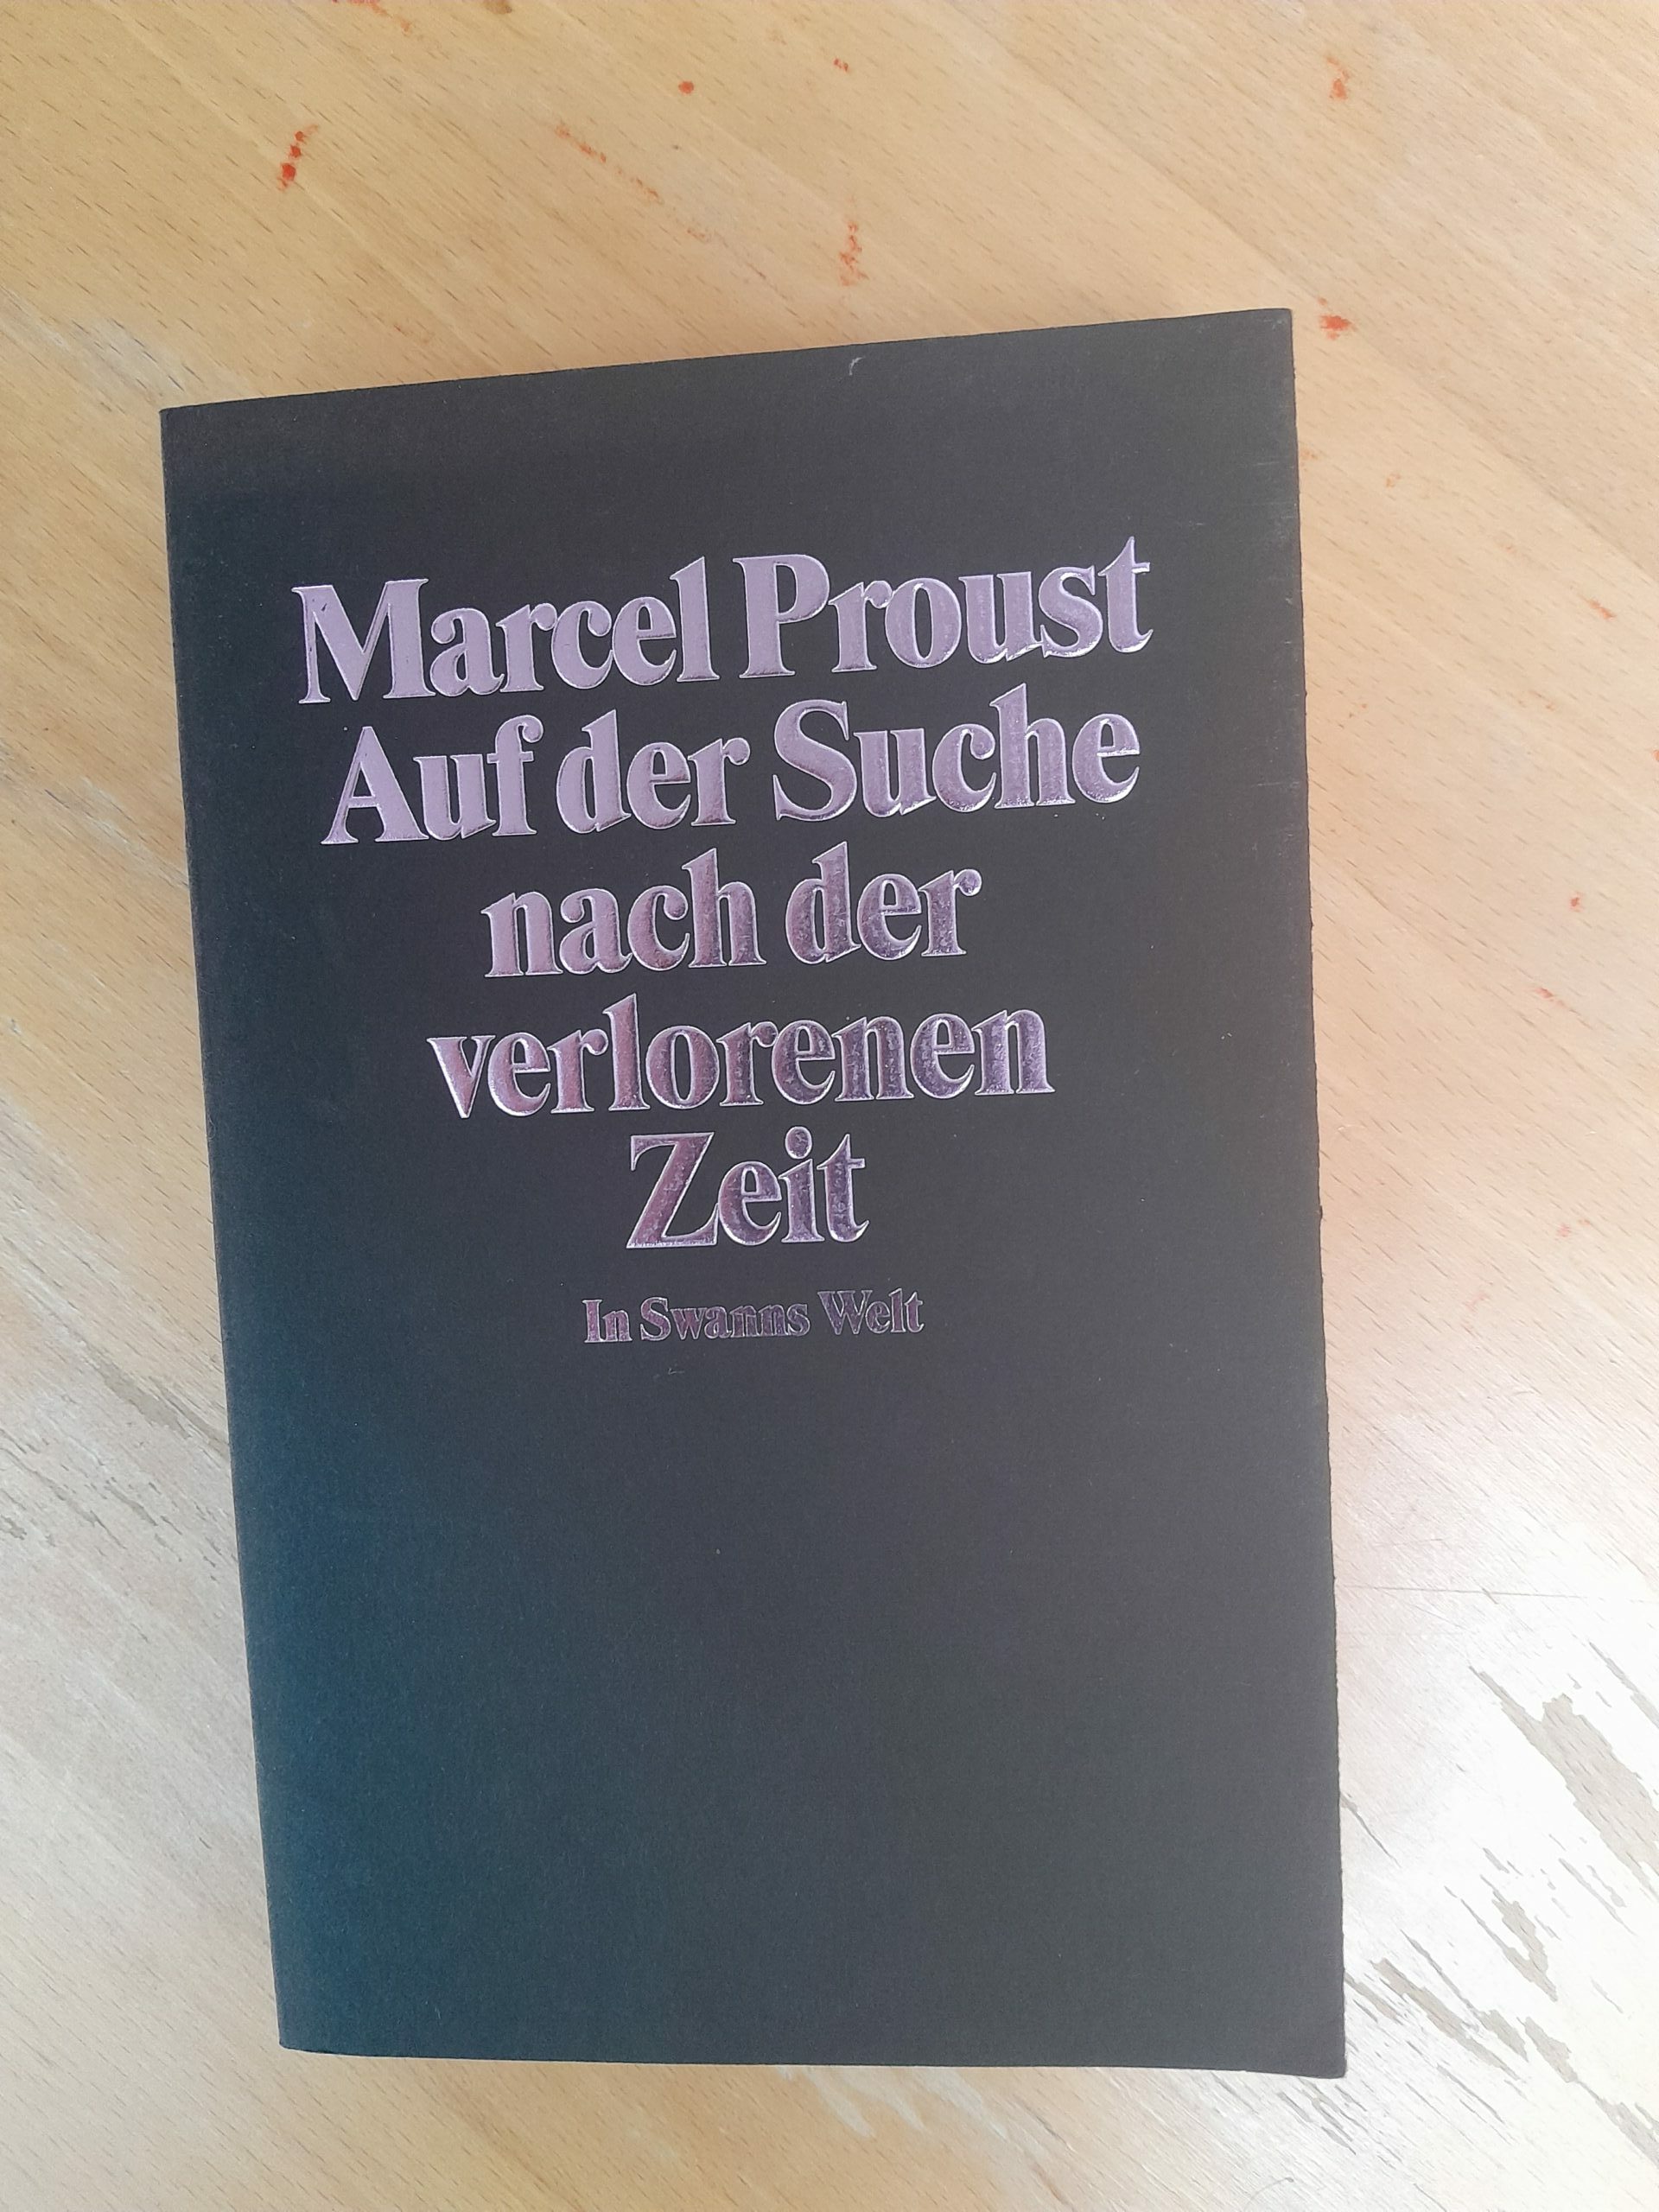 Marcel Proust
Auf der Suche
nach der
verlorenen
Zeit
In Swanns Welt